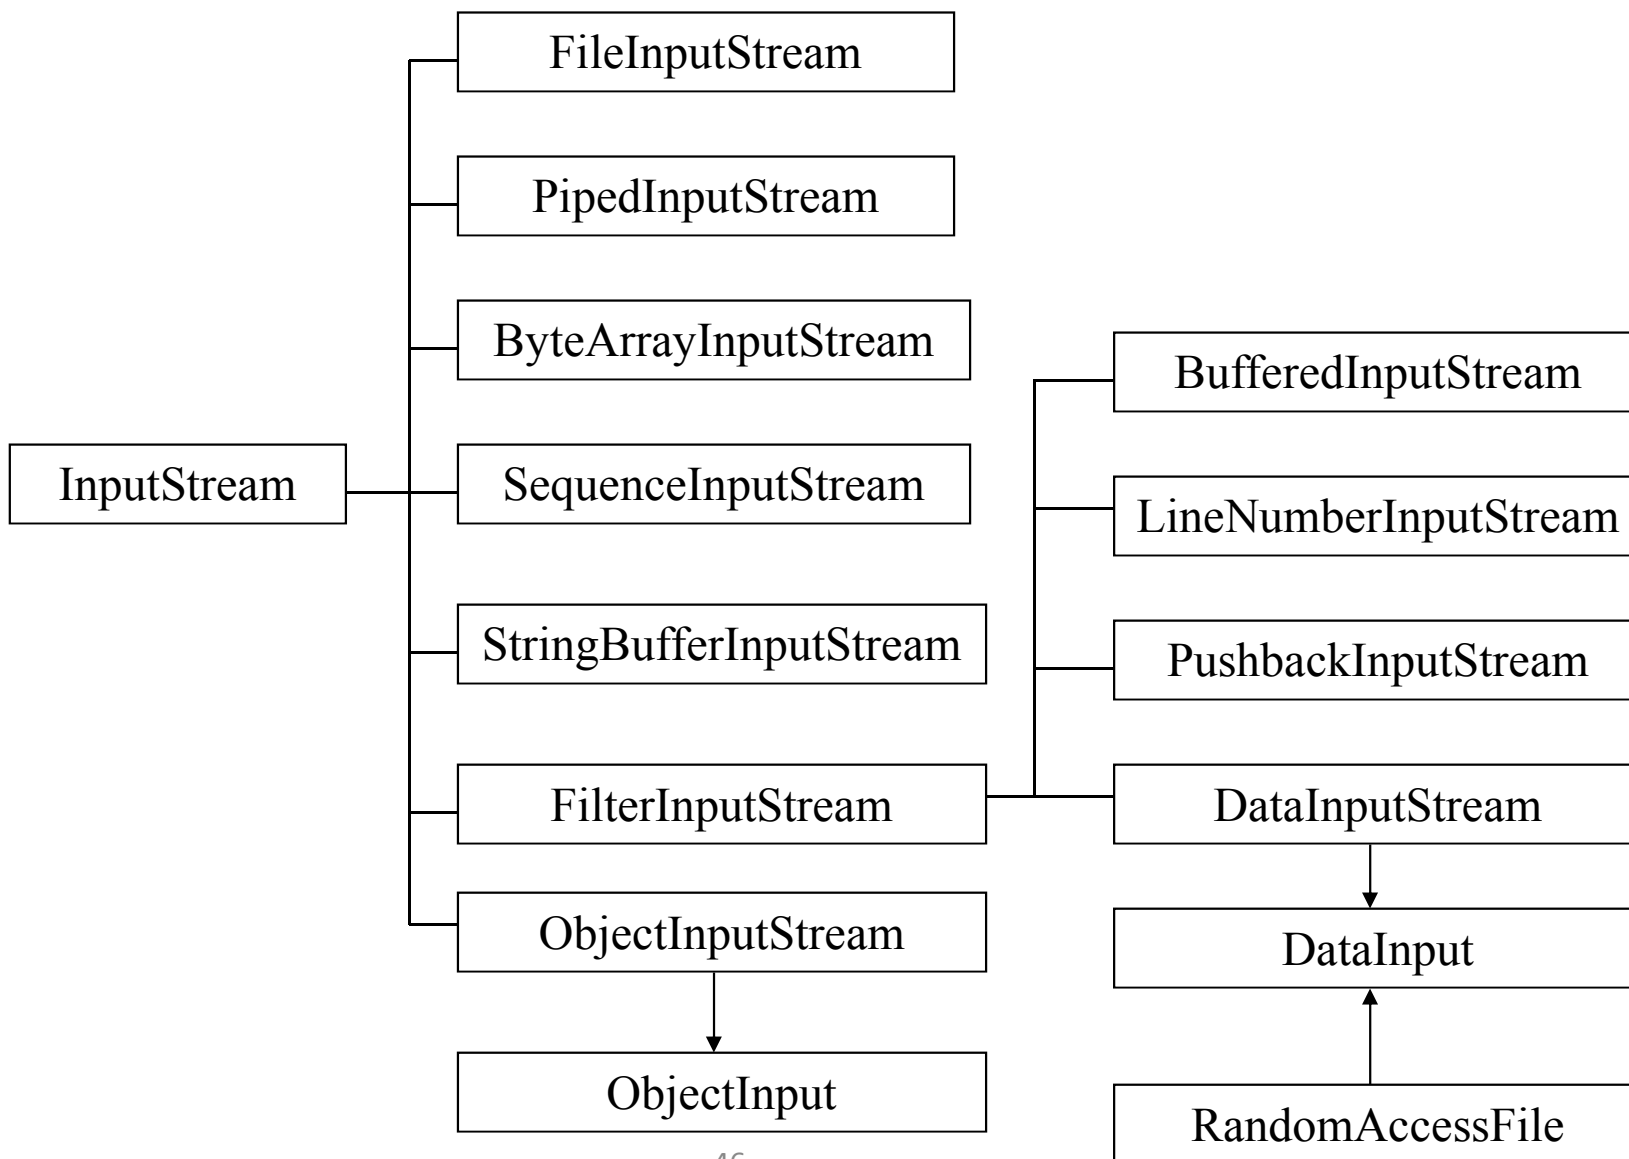 FileInputStream
PipedInputStream
ByteArrayInputStream
BufferedInputStream
InputStream
SequenceInputStream
LineNumberInputStream
StringBufferInputStream
PushbackInputStream
FilterInputStream
DataInputStream
ObjectInputStream
DataInput
ObjectInput
RandomAccessFile